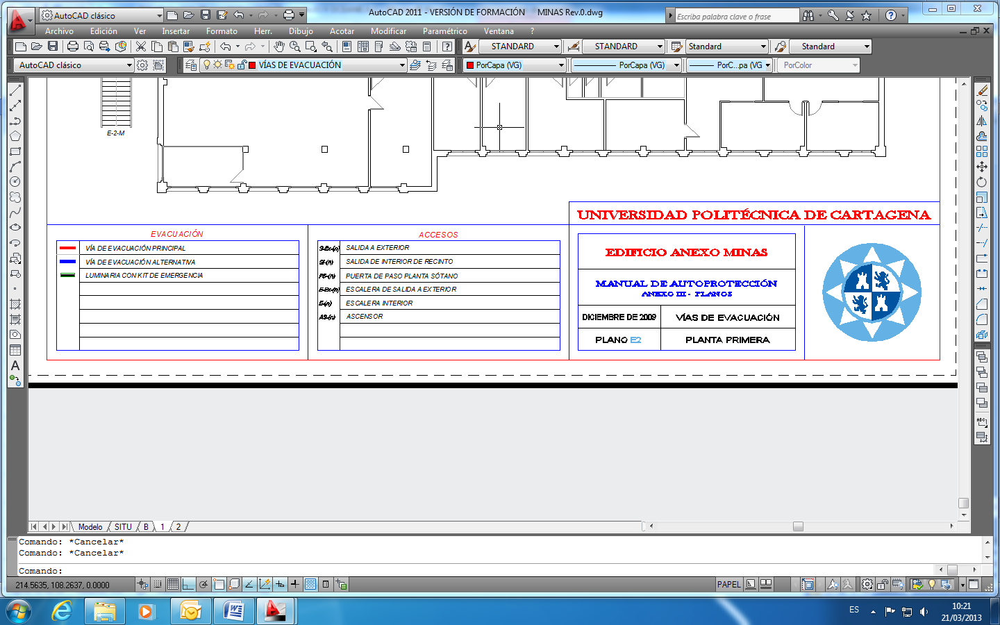 AutoCAD clásico
AutoCAD 2011 - VERSIÓN DE FORMACIÓN MINAS Rev.0.dwg
Escriba palabra clave o frase
Archivo Edición Ver Insertar Formato Herr. Dibujo Acotar Modificar Paramétrico Ventana ?
STANDARD STANDARD Standard Standard
AutoCAD clásico VÍAS DE EVACUACIÓN PorCapa (VG) PorCapa (VG) PorC...pa (VG PorColor
E-2-M
UNIVERSIDAD POLITÉCNICA DE CARTAGENA
EVACUACIÓN
VÍA DE EVACUACIÓN PRINCIPAL
VÍA DE EVACUACIÓN ALTERNATIVA
LUMINARIA CON KIT DE EMERGENCIA
ACCESOS
S-Ex-(n) SALIDA A EXTERIOR
SI-(n) SALIDA DE INTERIOR DE RECINTO
PS-(n) PUERTA DE PASO PLANTA SÓTANO
E-Ex-(n) ESCALERA DE SALIDA A EXTERIOR
E-(n) ESCALERA INTERIOR
AS-(n) ASCENSOR
EDIFICIO ANEXO MINAS
MANUAL DE AUTOPROTECCIÓN
ANEXO III - PLANOS
DICIEMBRE DE 2009 VÍAS DE EVACUACIÓN
PLANO E2 PLANTA PRIMERA
A
ABC
Modelo SITU B 1 2
Comando: *Cancelar*
Comando: *Cancelar*
Comando:
214.5635, 108.2637, 0.0000 PAPEL
ES
10:21
21/03/2013